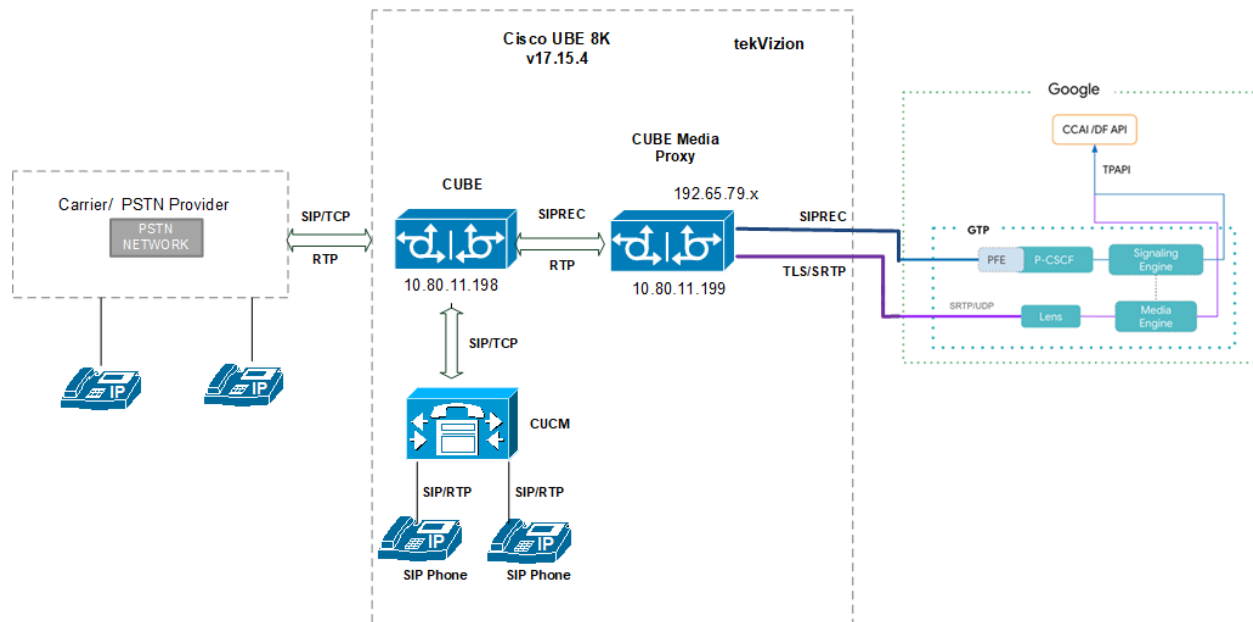 Cisco UBE 8K
v17.15.4
tekVizion
Google
CCAI /DF API
TPAPI
CUBE Media
Proxy
CUBE
192.65.79.x
Carrier/ PSTN Provider
PSTN
NETWORK
SIP/TCP
RTP
SIPREC
RTP
SIPREC
TLS/SRTP
10.80.11.198
10.80.11.199
GTP
PFE
P-CSCF
Signaling
Engine
SRTP/UDP
Lens
Media
Engine
SIP/TCP
IP
IP
CUCM
SIP/RTP
SIP/RTP
IP
IP
SIP Phone
SIP Phone